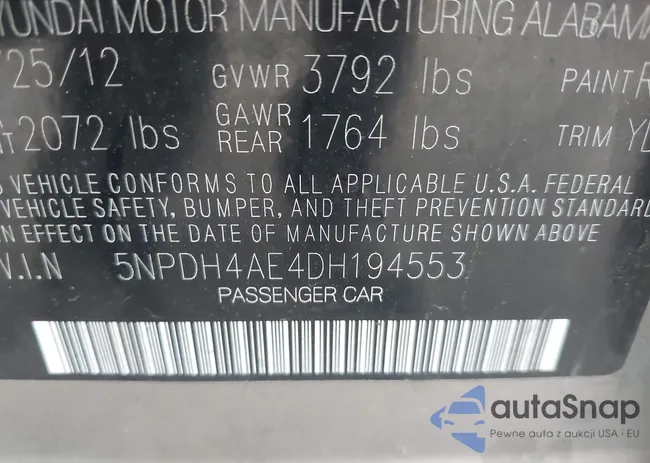 HYUNDAI MOTOR MANUFACTURING ALABAMA
/25/12 GVWR 3792 lbs PAINT R
2072 lbs GAWR REAR 1764 lbs TRIM
VEHICLE CONFORMS TO ALL APPLICABLE U.S.A. FEDERAL
VEHICLE SAFETY, BUMPER, AND THEFT PREVENTION STANDARD
IN EFFECT ON THE DATE OF MANUFACTURE SHOWN ABOVE
V.I.N 5NPDH4AE4DH194553
PASSENGER CAR
autaSnap
Pewne auta z aukcji USA i EU